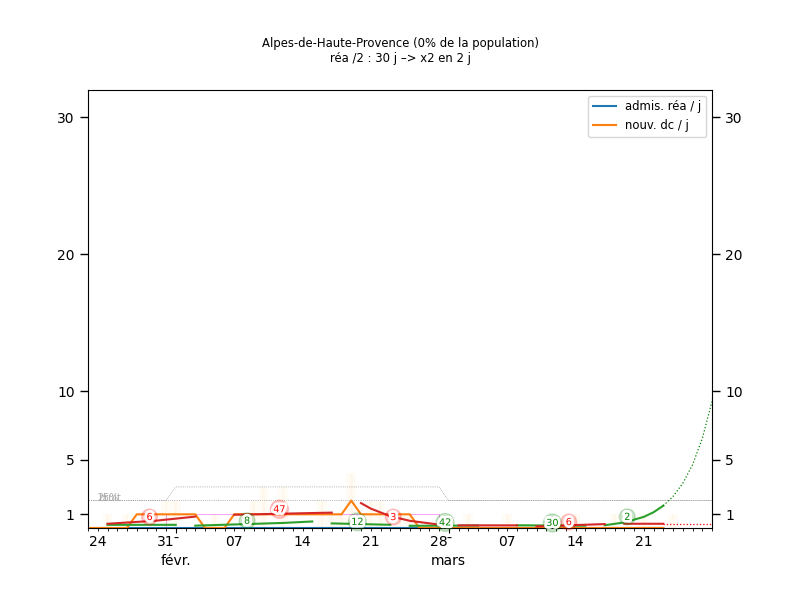 Alpes-de-Haute-Provence (0% de la population)
réa /2 : 30 j –> x2 en 2 j
admis. réa / j
nouv. dc / j
30 30
20 20
10 10
5 5
1 1
6 8 47 12 3 42 30 6 2
24 31 07 14 21 28 07 14 21
févr. mars